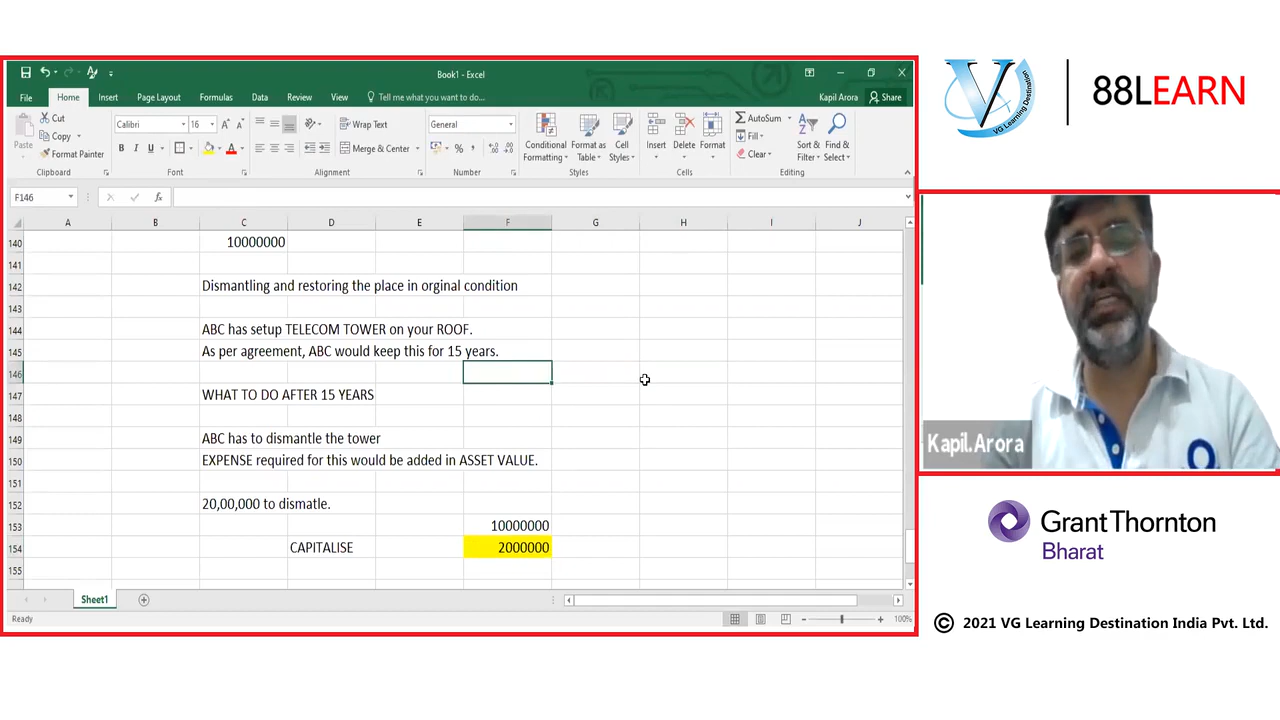 Book1 - Excel
File Home Insert Page Layout Formulas Data Review View Tell me what you want to do... Kapil Arora Share
Cut
Copy
Format Painter
Paste
Clipboard
Calibri 16
B I U
Font
Wrap Text
Merge & Center
Alignment
General
Number
Conditional Formatting
Format as Table
Cell Styles
Styles
Insert Delete Format
Cells
AutoSum
Fill
Clear
Sort & Filter
Find & Select
Editing
F146 fx
A B C D E F G H I J
140 10000000
141
142 Dismantling and restoring the place in orginal condition
143
144 ABC has setup TELECOM TOWER on your ROOF.
145 As per agreement, ABC would keep this for 15 years.
146
147 WHAT TO DO AFTER 15 YEARS
148
149 ABC has to dismantle the tower
150 EXPENSE required for this would be added in ASSET VALUE.
151
152 20,00,000 to dismatle.
153 10000000
154 CAPITALISE 2000000
155
Sheet1
Ready 100%
V
VG Learning Destination
88LEARN
Kapil.Arora
GrantThornton
Bharat
© 2021 VG Learning Destination India Pvt. Ltd.